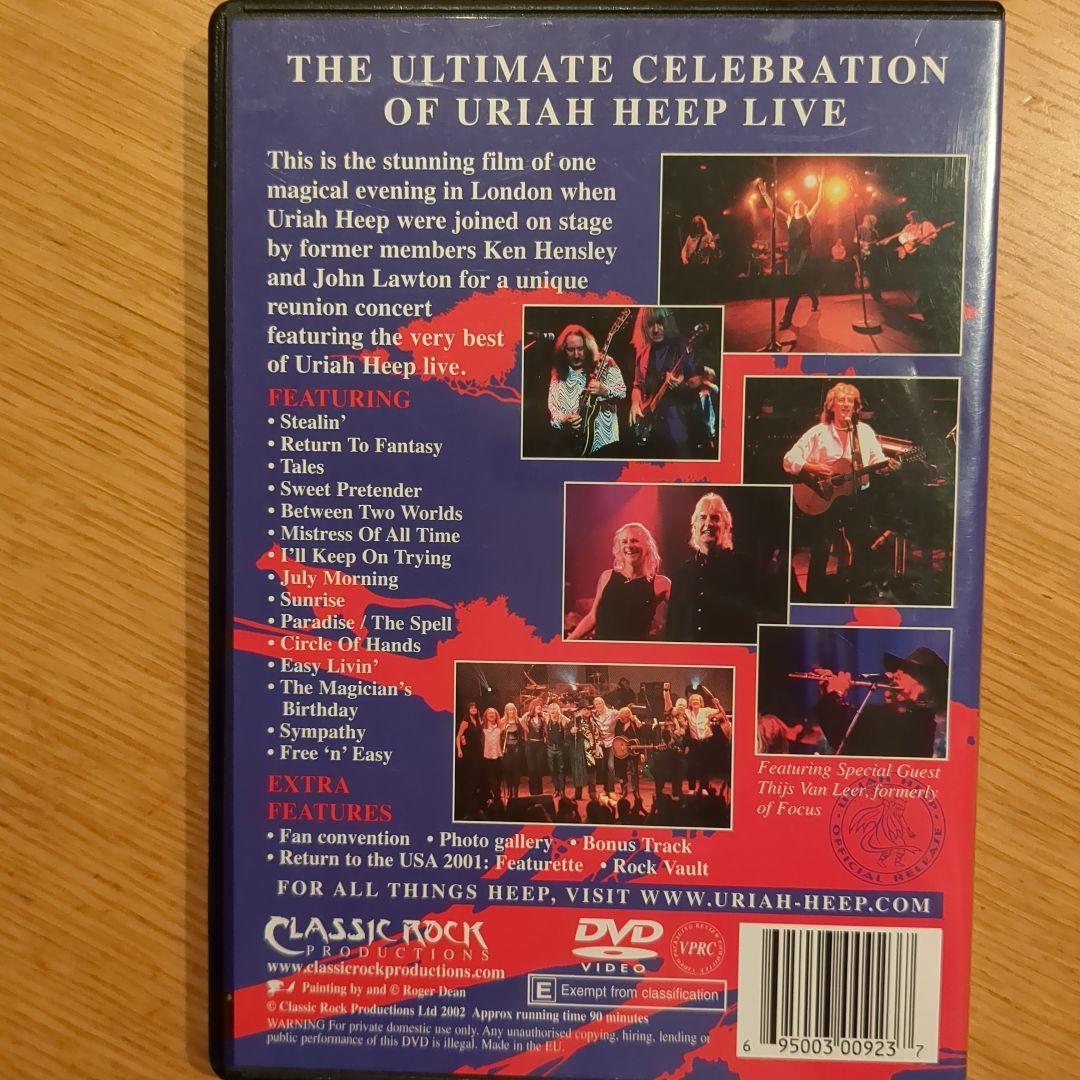 THE ULTIMATE CELEBRATION
OF URIAH HEEP LIVE
This is the stunning film of one
magical evening in London when
Uriah Heep were joined on stage
by former members Ken Hensley
and John Lawton for a unique
reunion concert
featuring the very best
of Uriah Heep live.
FEATURING
• Stealin'
• Return To Fantasy
• Tales
• Sweet Pretender
• Between Two Worlds
• Mistress Of All Time
• I'll Keep On Trying
• July Morning
• Sunrise
• Paradise / The Spell
• Circle Of Hands
• Easy Livin'
• The Magician's
Birthday
• Sympathy
• Free 'n' Easy
Featuring Special Guest
Thijs Van Leer, formerly
of Focus
URIAH HEEP
• OFFICIAL RELEASE •
EXTRA
FEATURES
• Fan convention • Photo gallery • Bonus Track
• Return to the USA 2001: Featurette • Rock Vault
FOR ALL THINGS HEEP, VISIT WWW.URIAH-HEEP.COM
CLASSIC ROCK
PRODUCTIONS
www.classicrockproductions.com
Painting by and © Roger Dean
DVD
VIDEO
VPRC
E Exempt from classification
© Classic Rock Productions Ltd 2002 Approx running time 90 minutes
WARNING For private domestic use only. Any unauthorised copying, hiring, lending or
public performance of this DVD is illegal. Made in the EU.
6 95003 00923 7